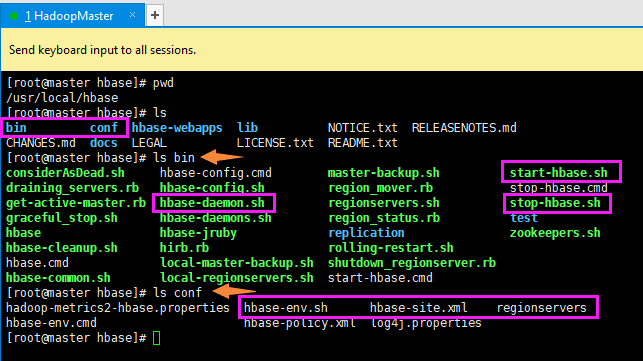 1 HadoopMaster × +
Send keyboard input to all sessions.
[root@master hbase]# pwd
/usr/local/hbase
[root@master hbase]# ls
bin conf hbase-webapps lib NOTICE.txt RELEASENOTES.md
CHANGES.md docs LEGAL LICENSE.txt README.txt
[root@master hbase]# ls bin
considerAsDead.sh hbase-config.cmd master-backup.sh start-hbase.sh
draining_servers.rb hbase-config.sh region_mover.rb stop-hbase.cmd
get-active-master.rb hbase-daemon.sh regionservers.sh stop-hbase.sh
graceful_stop.sh hbase-daemons.sh region_status.rb test
hbase hbase-jruby replication zookeepers.sh
hbase-cleanup.sh hirb.rb rolling-restart.sh
hbase.cmd local-master-backup.sh shutdown_regionserver.rb
hbase-common.sh local-regionservers.sh start-hbase.cmd
[root@master hbase]# ls conf
hadoop-metrics2-hbase.properties hbase-env.sh hbase-site.xml regionservers
hbase-env.cmd hbase-policy.xml log4j.properties
[root@master hbase]#